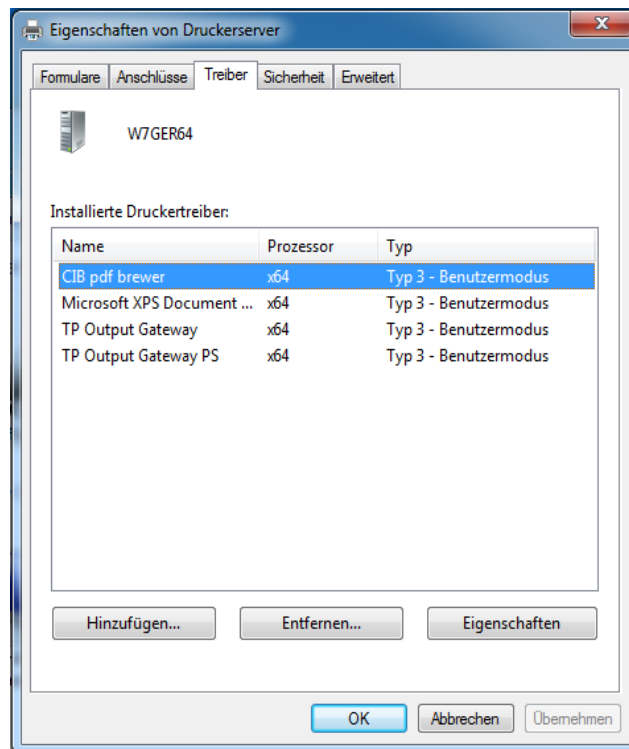 Eigenschaften von Druckerserver
Formulare Anschlüsse Treiber Sicherheit Erweitert
W7GER64
Installierte Druckertreiber:
Name Prozessor Typ
CIB pdf brewer x64 Typ 3 - Benutzermodus
Microsoft XPS Document ... x64 Typ 3 - Benutzermodus
TP Output Gateway x64 Typ 3 - Benutzermodus
TP Output Gateway PS x64 Typ 3 - Benutzermodus
Hinzufügen... Entfernen... Eigenschaften
OK Abbrechen Übernehmen